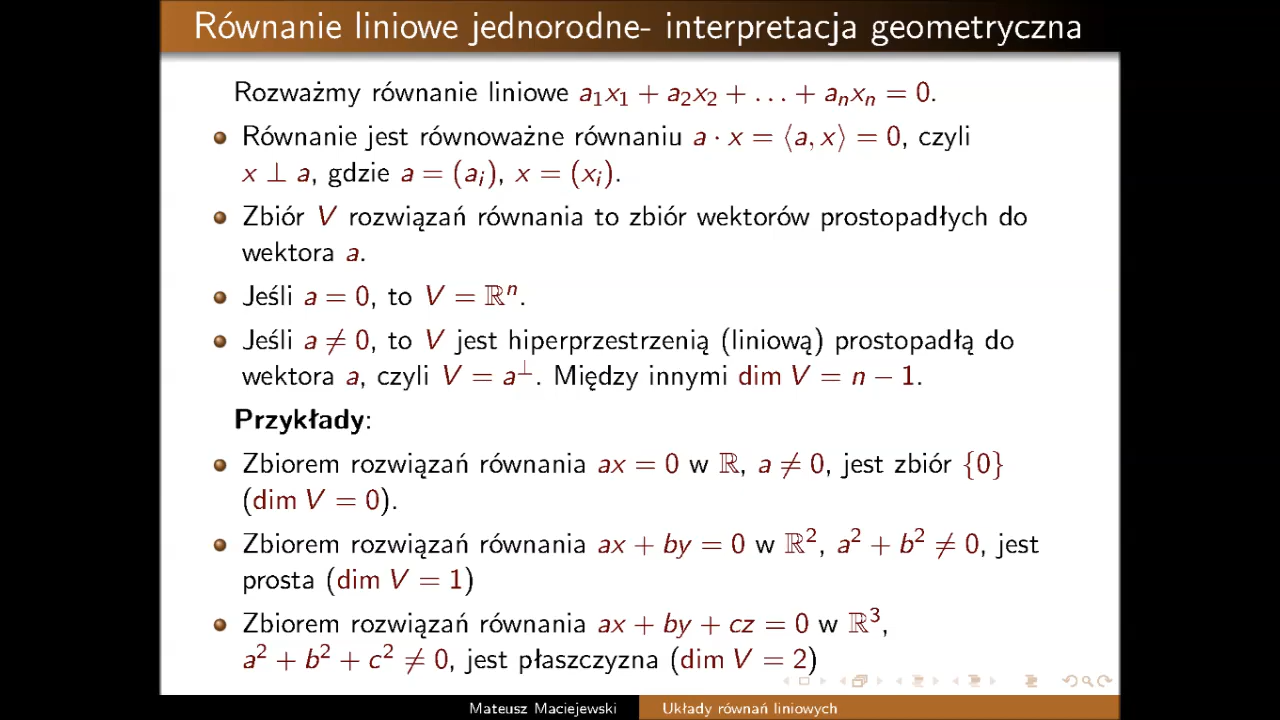 Równanie liniowe jednorodne- interpretacja geometryczna
Rozważmy równanie liniowe a₁x₁ + a₂x₂ + . . . + aₙxₙ = 0.
Równanie jest równoważne równaniu a · x = ⟨a, x⟩ = 0, czyli
x ⊥ a, gdzie a = (aᵢ), x = (xᵢ).
Zbiór V rozwiązań równania to zbiór wektorów prostopadłych do
wektora a.
Jeśli a = 0, to V = ℝⁿ.
Jeśli a ≠ 0, to V jest hiperprzestrzenią (liniową) prostopadłą do
wektora a, czyli V = a^⊥. Między innymi dim V = n − 1.
Przykłady:
Zbiorem rozwiązań równania ax = 0 w ℝ, a ≠ 0, jest zbiór {0}
(dim V = 0).
Zbiorem rozwiązań równania ax + by = 0 w ℝ², a² + b² ≠ 0, jest
prosta (dim V = 1)
Zbiorem rozwiązań równania ax + by + cz = 0 w ℝ³,
a² + b² + c² ≠ 0, jest płaszczyzna (dim V = 2)
Mateusz Maciejewski Układy równań liniowych